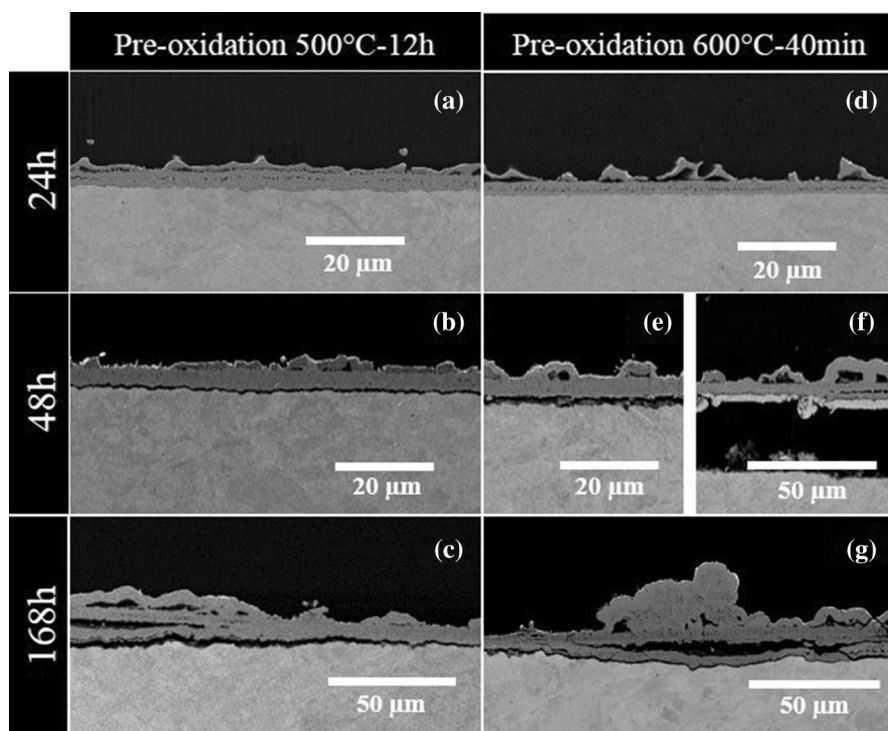 Pre-oxidation 500°C-12h
Pre-oxidation 600°C-40min
24h
(a)
20 µm
(d)
20 µm
48h
(b)
20 µm
(e)
20 µm
(f)
50 µm
168h
(c)
50 µm
(g)
50 µm